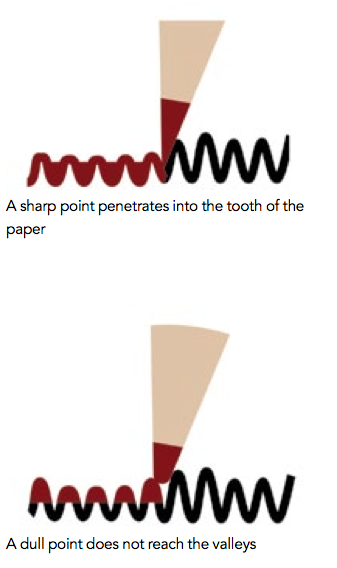 A sharp point penetrates into the tooth of the
paper
A dull point does not reach the valleys